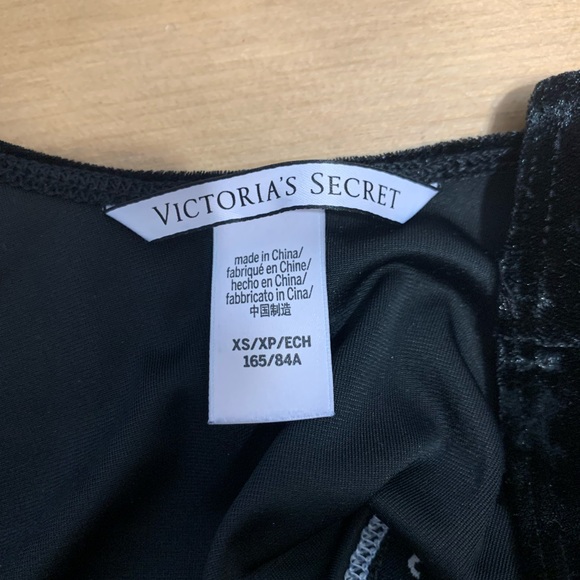 VICTORIA'S SECRET
made in China/
fabriqué en Chine/
hecho en China/
fabbricato in Cina/
中国制造
XS/XP/ECH
165/84A